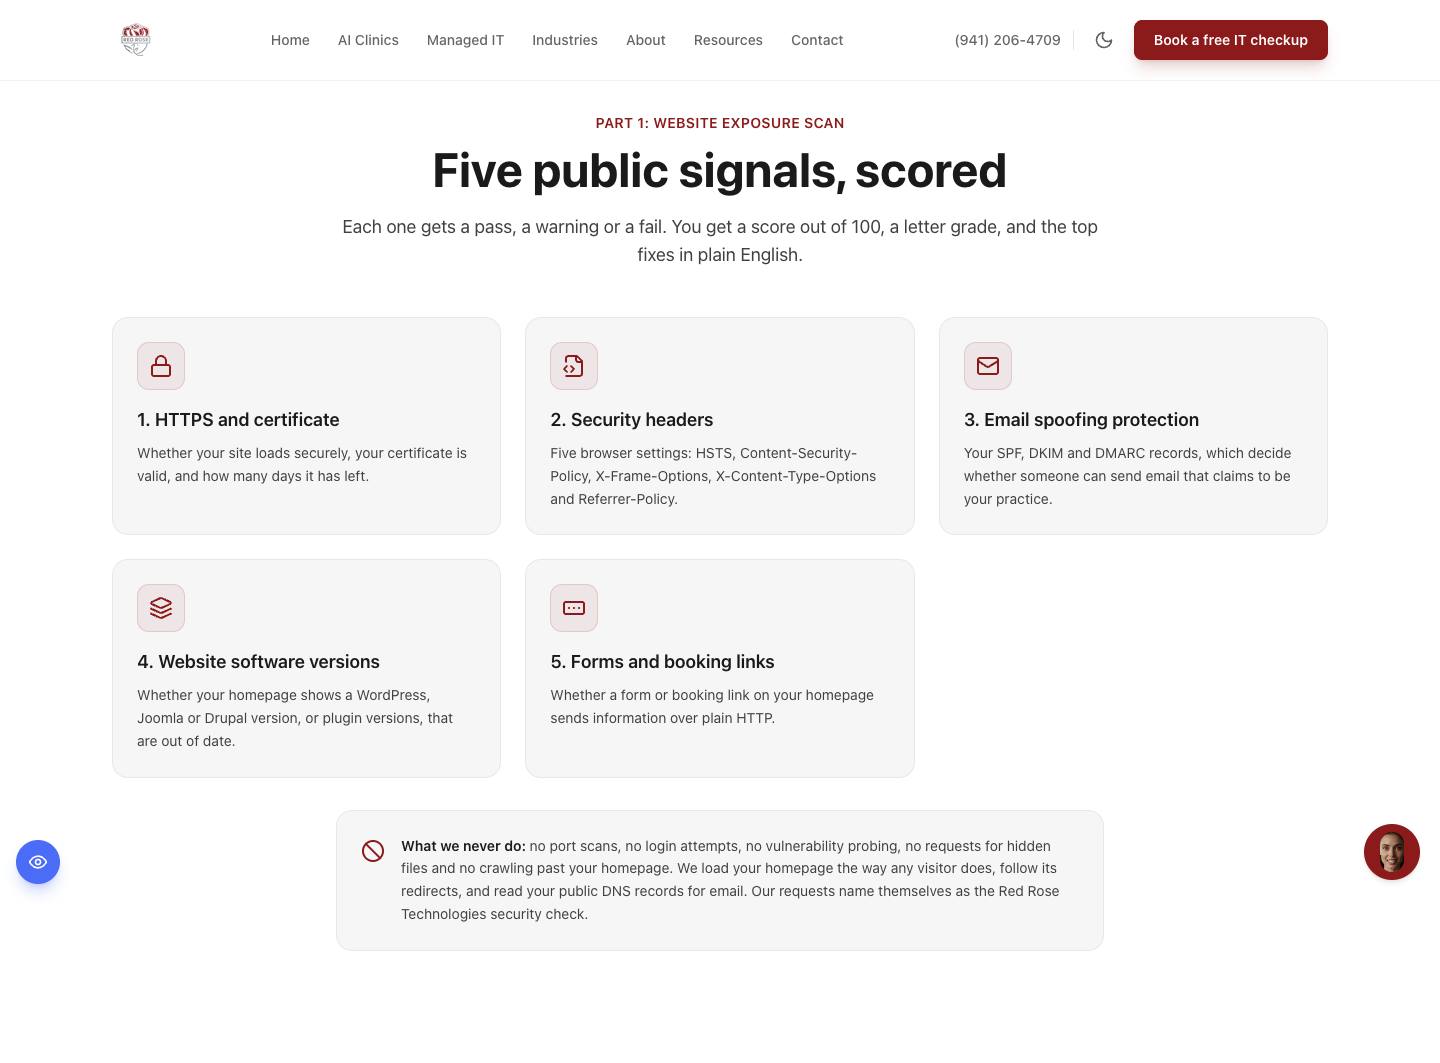 RED ROSE
Home
AI Clinics
Managed IT
Industries
About
Resources
Contact
(941) 206-4709
Book a free IT checkup
PART 1: WEBSITE EXPOSURE SCAN
Five public signals, scored
Each one gets a pass, a warning or a fail. You get a score out of 100, a letter grade, and the top
fixes in plain English.
1. HTTPS and certificate
Whether your site loads securely, your certificate is
valid, and how many days it has left.
2. Security headers
Five browser settings: HSTS, Content-Security-
Policy, X-Frame-Options, X-Content-Type-Options
and Referrer-Policy.
3. Email spoofing protection
Your SPF, DKIM and DMARC records, which decide
whether someone can send email that claims to be
your practice.
4. Website software versions
Whether your homepage shows a WordPress,
Joomla or Drupal version, or plugin versions, that
are out of date.
5. Forms and booking links
Whether a form or booking link on your homepage
sends information over plain HTTP.
What we never do: no port scans, no login attempts, no vulnerability probing, no requests for hidden
files and no crawling past your homepage. We load your homepage the way any visitor does, follow its
redirects, and read your public DNS records for email. Our requests name themselves as the Red Rose
Technologies security check.